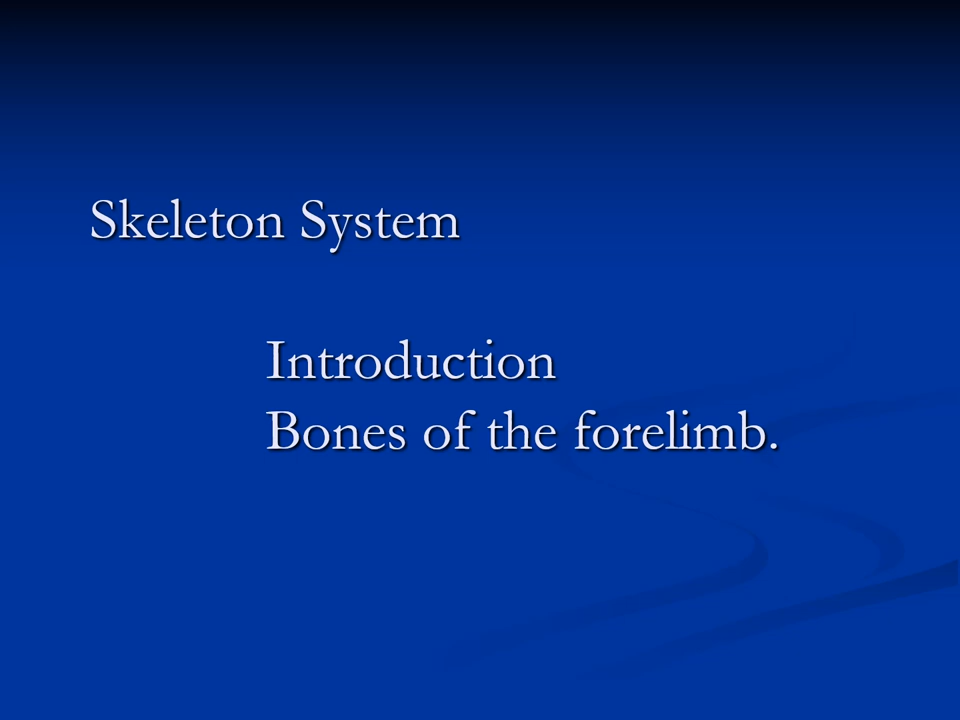 Skeleton System
Introduction
Bones of the forelimb.